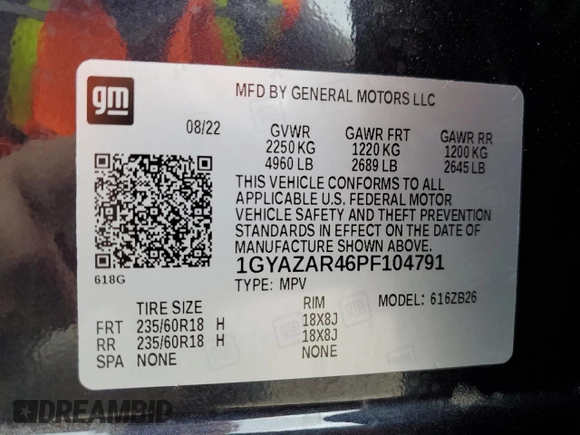 gm
MFD BY GENERAL MOTORS LLC
08/22 GVWR GAWR FRT GAWR RR
2250 KG 1220 KG 1200 KG
4960 LB 2689 LB 2645 LB
THIS VEHICLE CONFORMS TO ALL
APPLICABLE U.S. FEDERAL MOTOR
VEHICLE SAFETY AND THEFT PREVENTION
STANDARDS IN EFFECT ON THE DATE OF
MANUFACTURE SHOWN ABOVE.
1GYAZAR46PF104791
618G
TYPE: MPV MODEL: 616ZB26
TIRE SIZE RIM
FRT 235/60R18 H 18X8J
RR 235/60R18 H 18X8J
SPA NONE NONE
DREAMBID